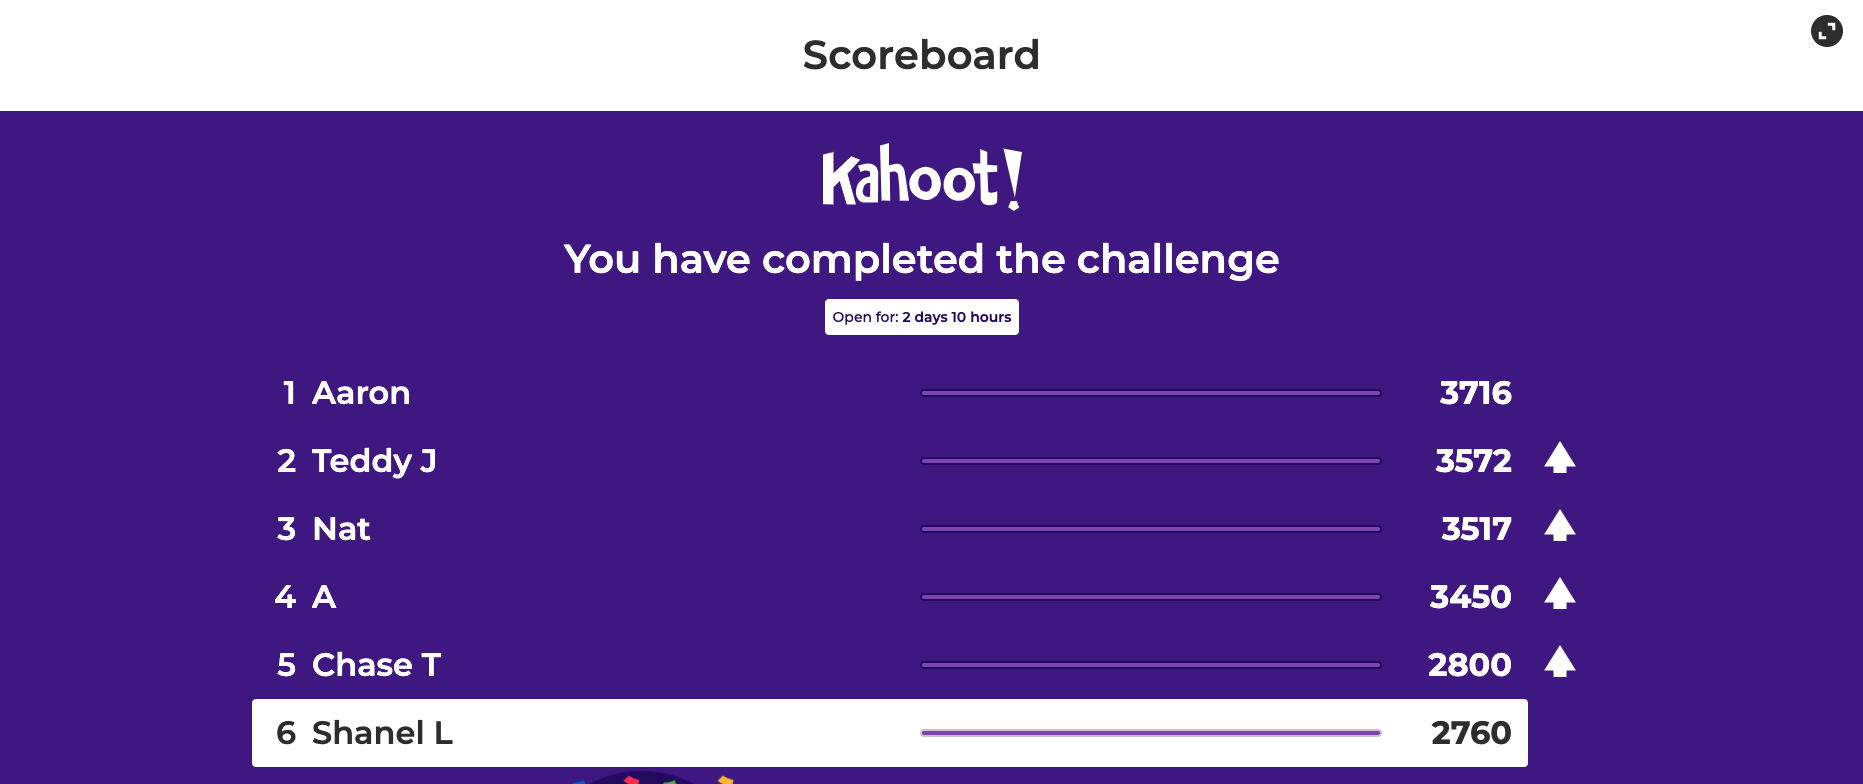 Scoreboard
Kahoot!
You have completed the challenge
Open for: 2 days 10 hours
1 Aaron 3716
2 Teddy J 3572
3 Nat 3517
4 A 3450
5 Chase T 2800
6 Shanel L 2760